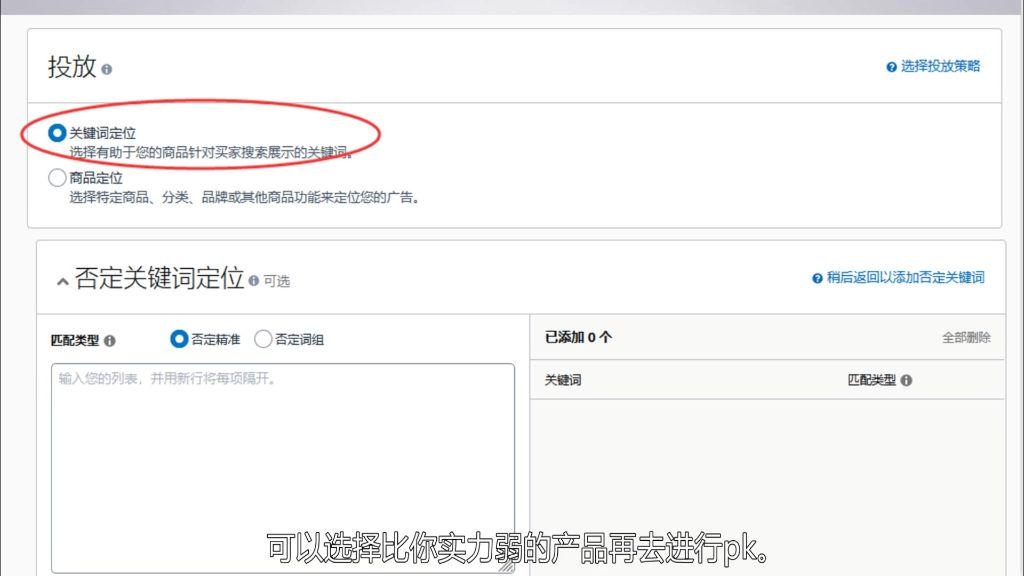 投放
选择投放策略
关键词定位
选择有助于您的商品针对买家搜索展示的关键词。
商品定位
选择特定商品、分类、品牌或其他商品功能来定位您的广告。
否定关键词定位 可选
稍后返回以添加否定关键词
匹配类型 否定精准 否定词组
已添加 0 个 全部删除
输入您的列表，并用新行将每项隔开。
关键词 匹配类型
可以选择比你实力弱的产品再去进行pk。